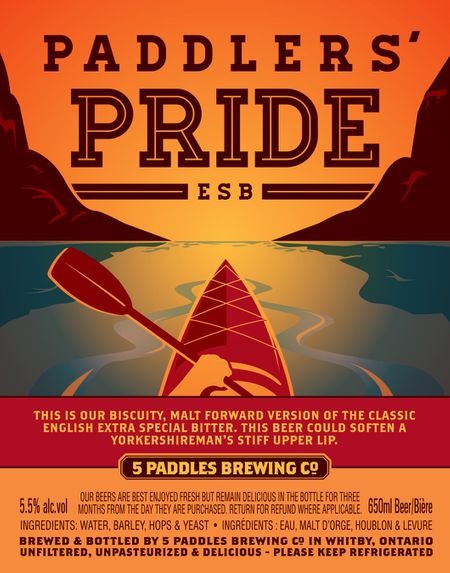 PADDLERS'
PRIDE
ESB
THIS IS OUR BISCUITY, MALT FORWARD VERSION OF THE CLASSIC
ENGLISH EXTRA SPECIAL BITTER. THIS BEER COULD SOFTEN A
YORKERSHIREMAN'S STIFF UPPER LIP.
5 PADDLES BREWING CO
5.5% alc.vol
OUR BEERS ARE BEST ENJOYED FRESH BUT REMAIN DELICIOUS IN THE BOTTLE FOR THREE
MONTHS FROM THE DAY THEY ARE PURCHASED. RETURN FOR REFUND WHERE APPLICABLE.
650ml Beer/Bière
INGREDIENTS: WATER, BARLEY, HOPS & YEAST • INGRÉDIENTS : EAU, MALT D'ORGE, HOUBLON & LEVURE
BREWED & BOTTLED BY 5 PADDLES BREWING CO IN WHITBY, ONTARIO
UNFILTERED, UNPASTEURIZED & DELICIOUS - PLEASE KEEP REFRIGERATED